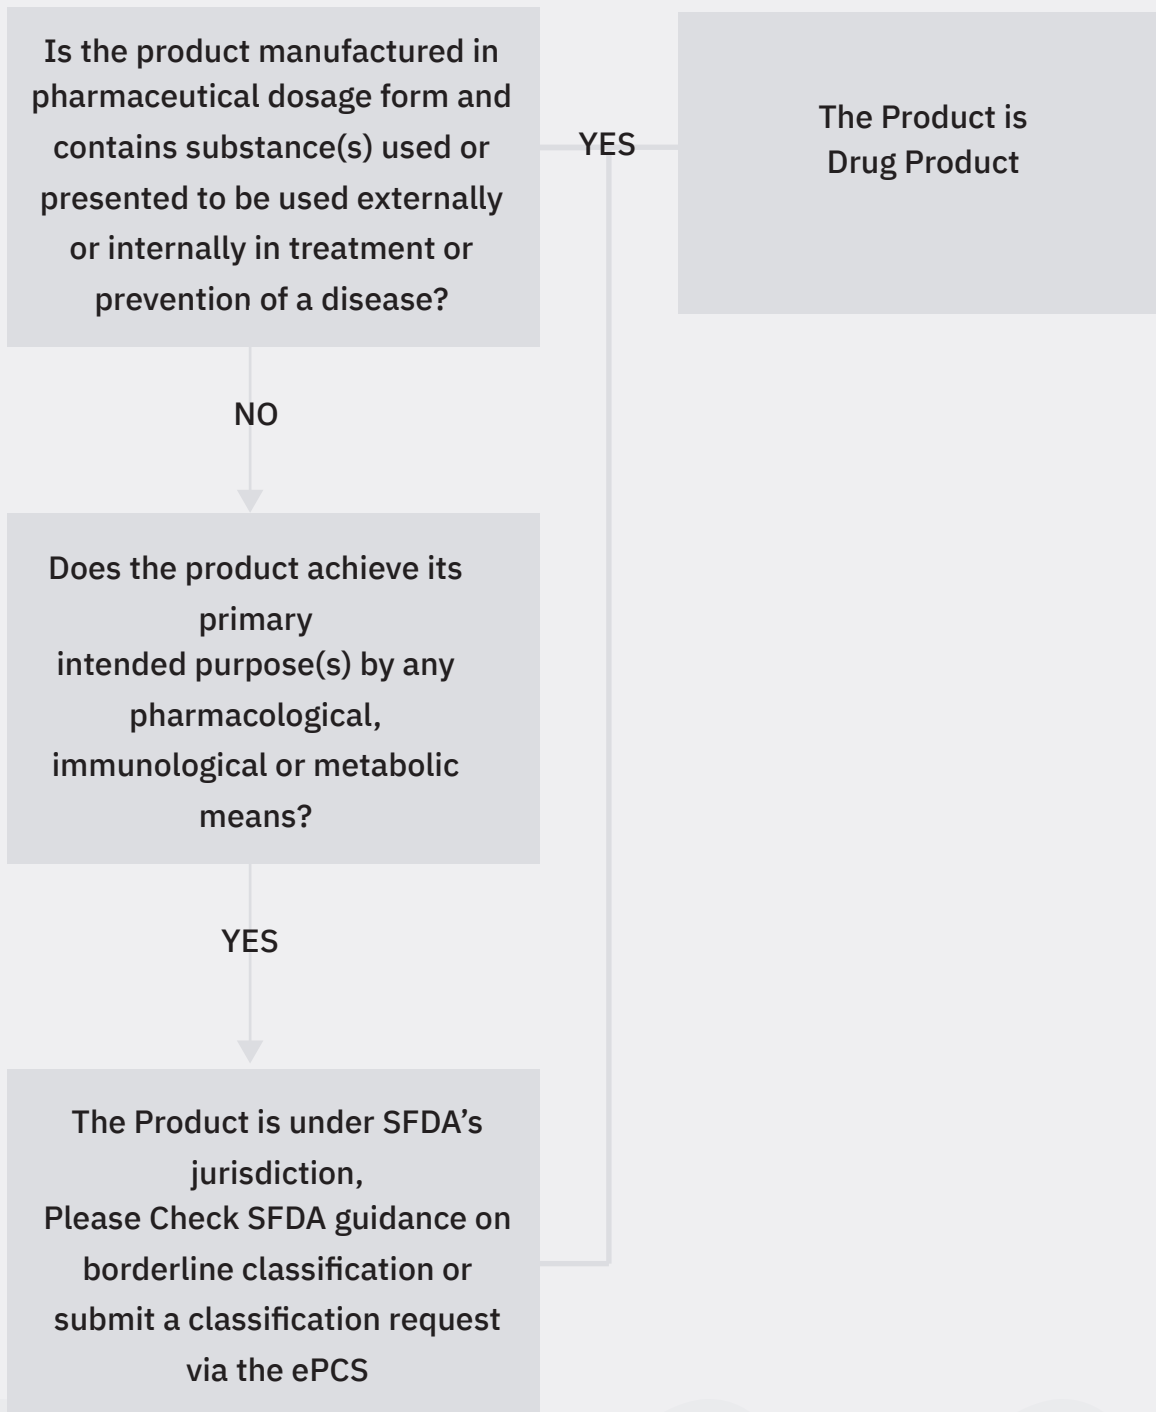 Is the product manufactured in
pharmaceutical dosage form and
contains substance(s) used or
presented to be used externally
or internally in treatment or
prevention of a disease?
YES
The Product is
Drug Product
NO
Does the product achieve its
primary
intended purpose(s) by any
pharmacological,
immunological or metabolic
means?
YES
The Product is under SFDA’s
jurisdiction,
Please Check SFDA guidance on
borderline classification or
submit a classification request
via the ePCS